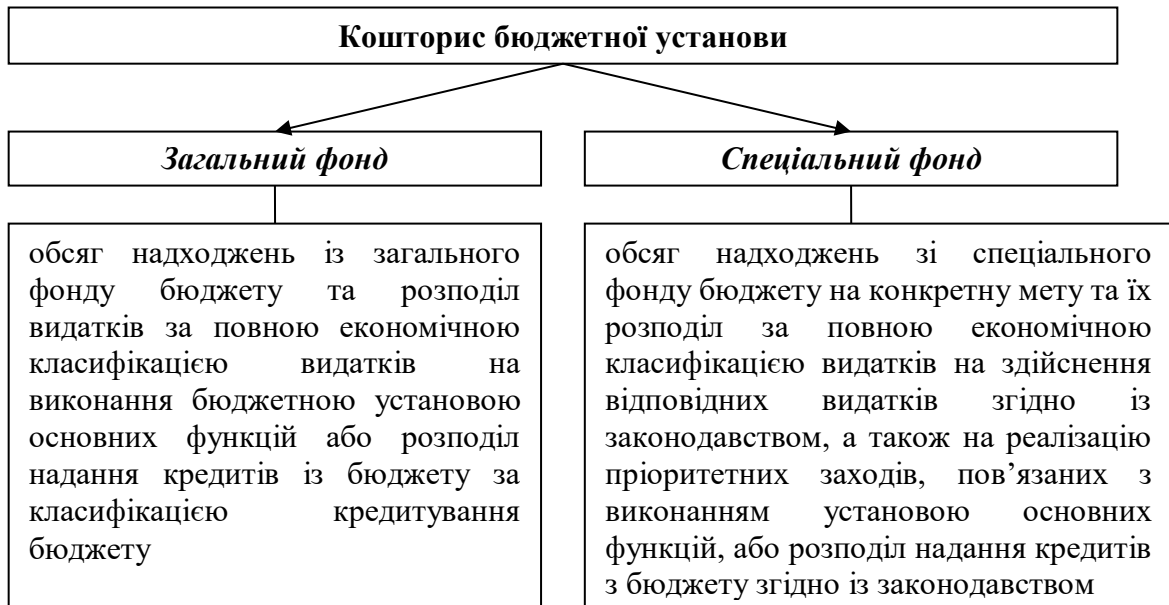 Кошторис бюджетної установи
Загальний фонд
Спеціальний фонд
обсяг надходжень із загального
фонду бюджету та розподіл
видатків за повною економічною
класифікацією видатків на
виконання бюджетною установою
основних функцій або розподіл
надання кредитів із бюджету за
класифікацією кредитування
бюджету
обсяг надходжень зі спеціального
фонду бюджету на конкретну мету та їх
розподіл за повною економічною
класифікацією видатків на здійснення
відповідних видатків згідно із
законодавством, а також на реалізацію
пріоритетних заходів, пов’язаних з
виконанням установою основних
функцій, або розподіл надання кредитів
з бюджету згідно із законодавством